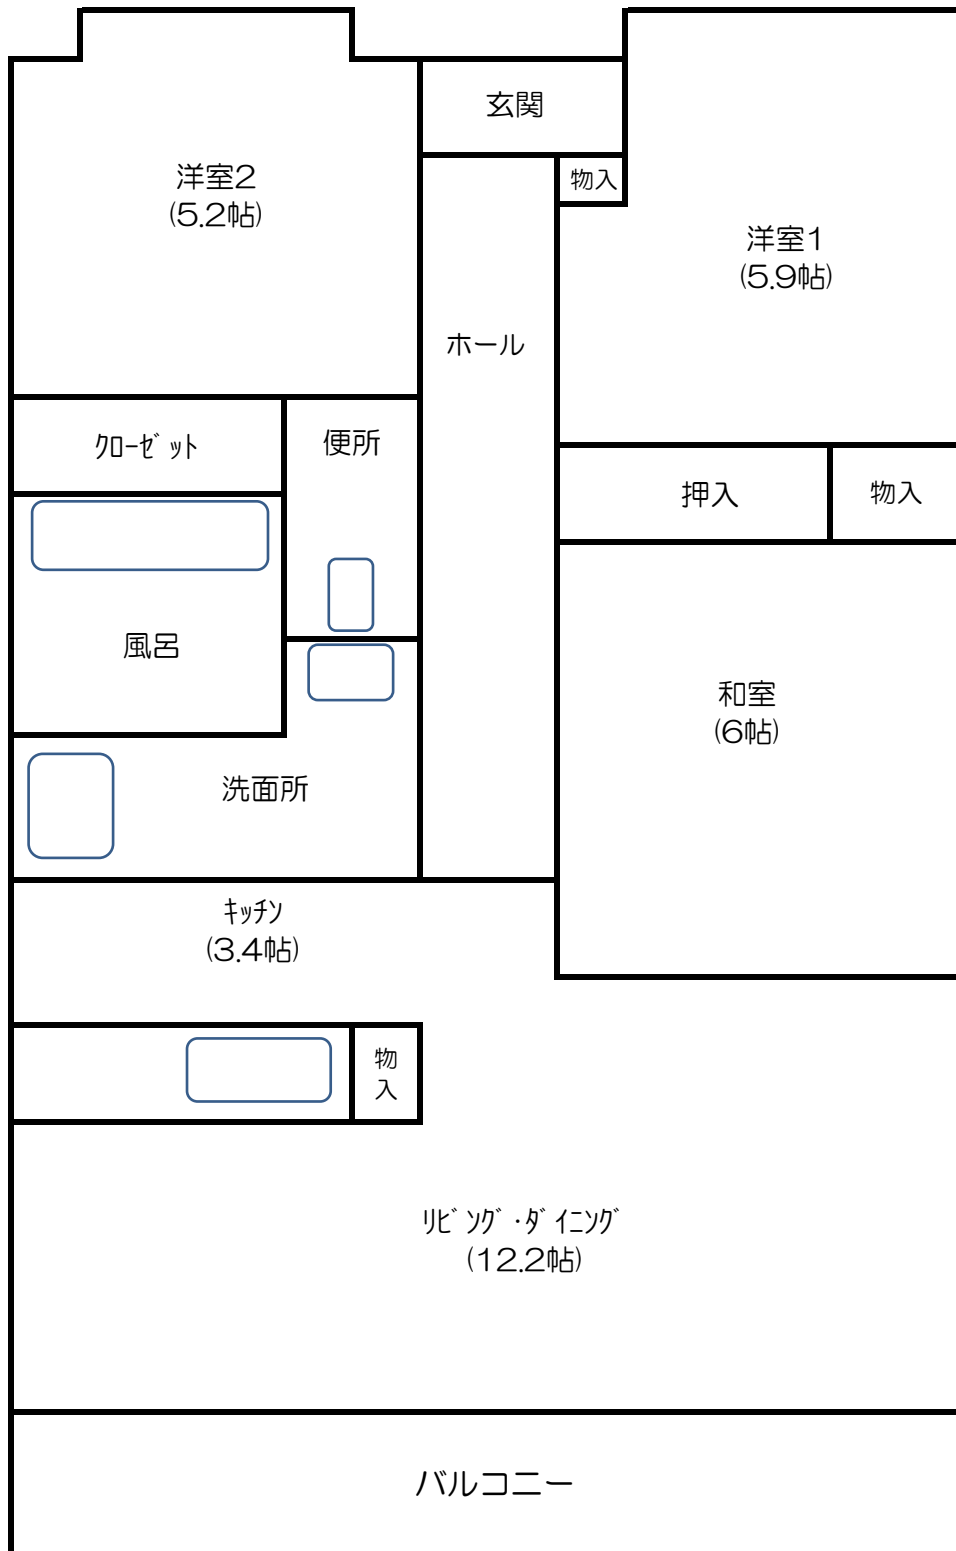 玄関
洋室2
(5.2帖)
物入
洋室1
(5.9帖)
ホール
ｸﾛｰｾﾞｯﾄ
便所
押入
物入
風呂
和室
(6帖)
洗面所
ｷｯﾁﾝ
(3.4帖)
物
入
ﾘﾋﾞﾝｸﾞ･ﾀﾞｲﾆﾝｸﾞ
(12.2帖)
バルコニー